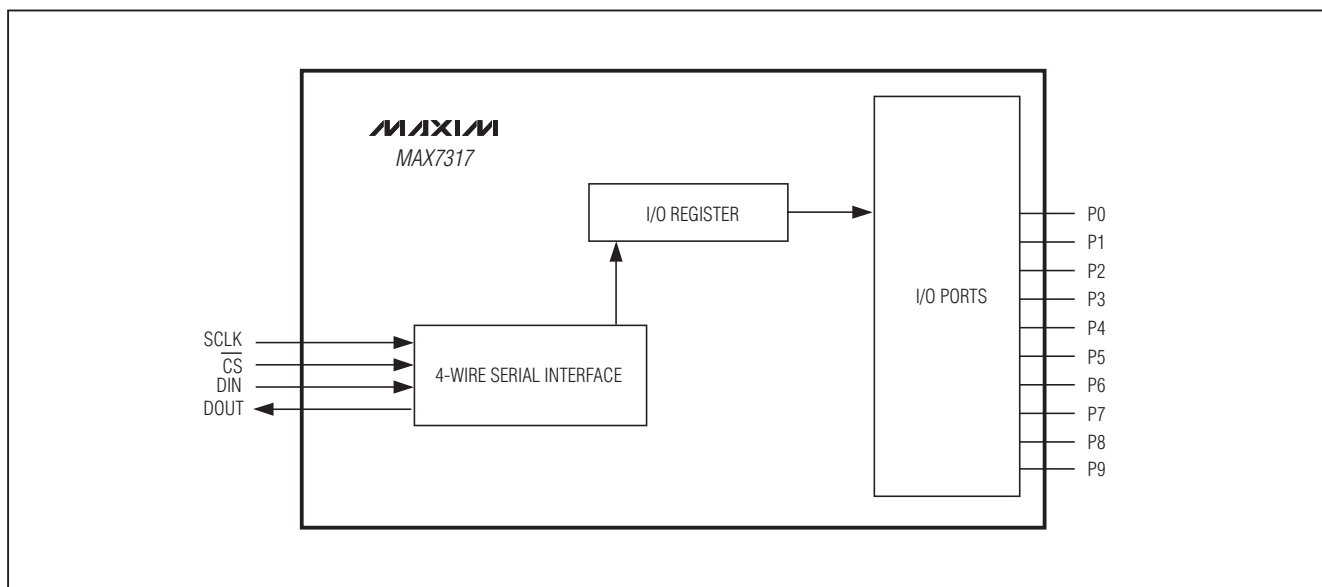 MAXIM
MAX7317
I/O REGISTER
I/O PORTS
4-WIRE SERIAL INTERFACE
SCLK
C̅S̅
DIN
DOUT
P0
P1
P2
P3
P4
P5
P6
P7
P8
P9